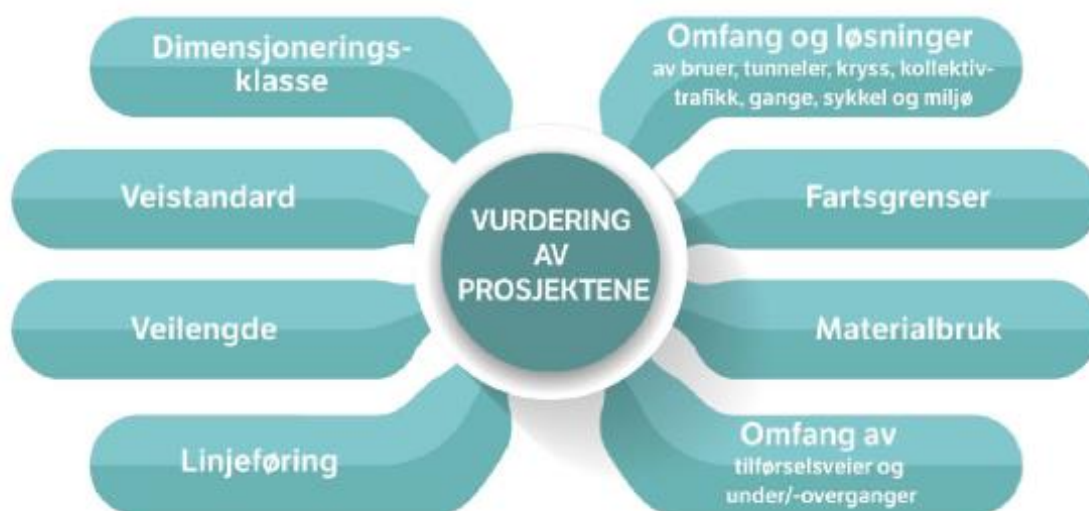 Dimensjonerings-
klasse
Veistandard
Veilengde
Linjeføring
VURDERING
AV
PROSJEKTENE
Omfang og løsninger
av bruer, tunneler, kryss, kollektiv-
trafikk, gange, sykkel og miljø
Fartsgrenser
Materialbruk
Omfang av
tilførselsveier og
under/-overganger